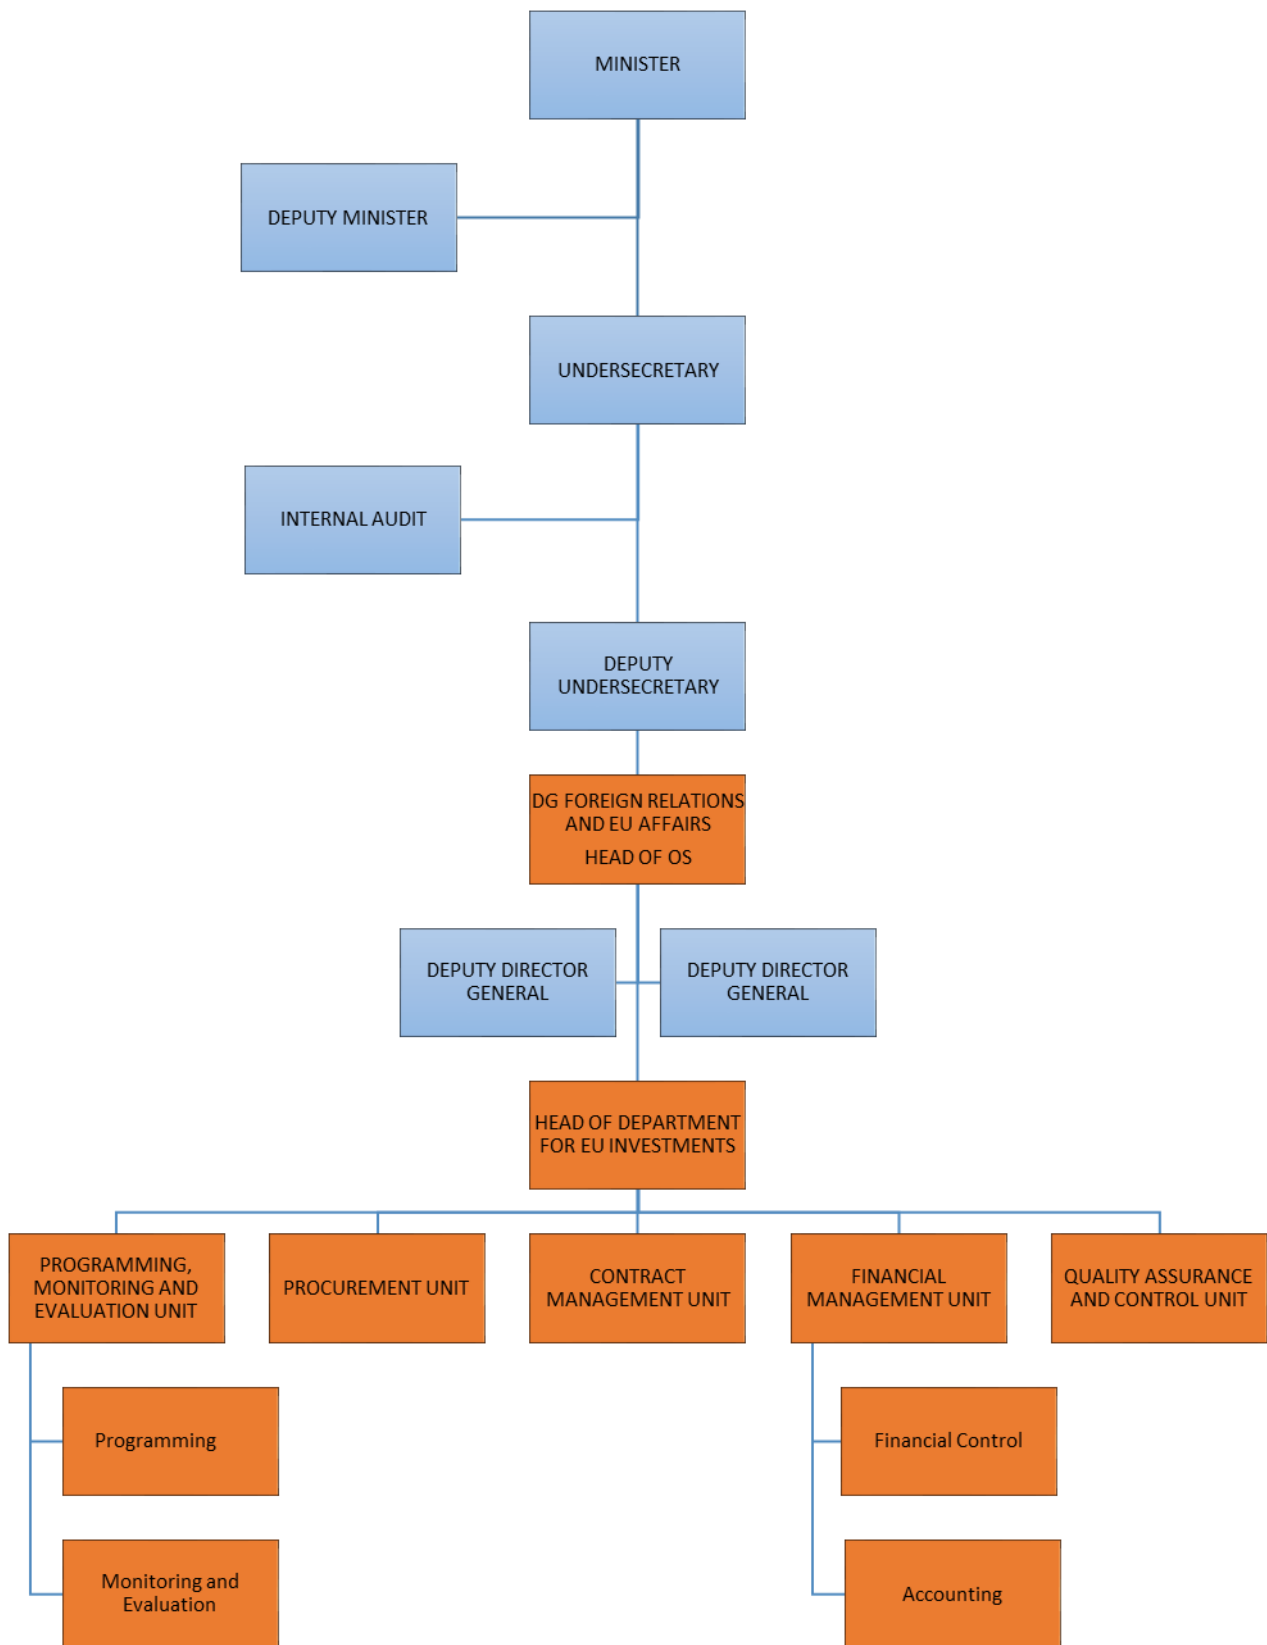 MINISTER
DEPUTY MINISTER
UNDERSECRETARY
INTERNAL AUDIT
DEPUTY
UNDERSECRETARY
DG FOREIGN RELATIONS
AND EU AFFAIRS
HEAD OF OS
DEPUTY DIRECTOR
GENERAL
DEPUTY DIRECTOR
GENERAL
HEAD OF DEPARTMENT
FOR EU INVESTMENTS
PROGRAMMING,
MONITORING AND
EVALUATION UNIT
PROCUREMENT UNIT
CONTRACT
MANAGEMENT UNIT
FINANCIAL
MANAGEMENT UNIT
QUALITY ASSURANCE
AND CONTROL UNIT
Programming
Financial Control
Monitoring and
Evaluation
Accounting